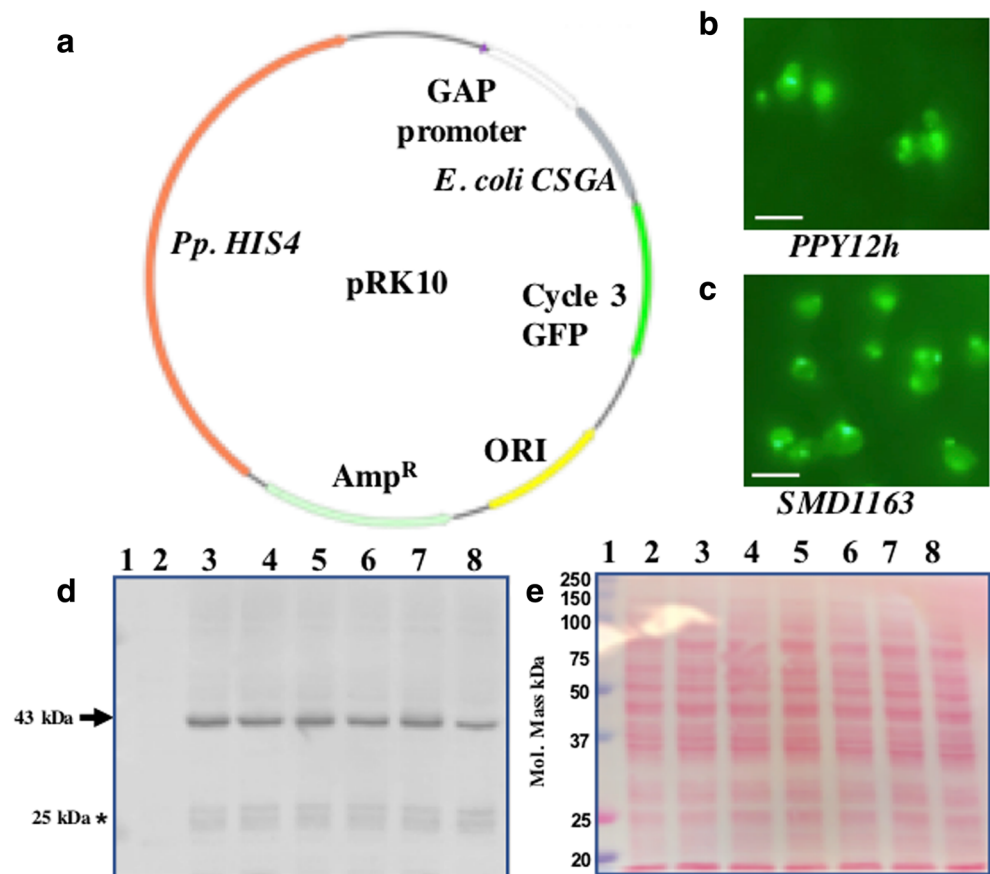 a
GAP
promoter
E. coli CSGA
Pp. HIS4
pRK10
Cycle 3
GFP
ORI
AmpR
b
PPY12h
c
SMD1163
1 2 3 4 5 6 7 8
d
43 kDa
25 kDa *
1 2 3 4 5 6 7 8
e
250
150
100
75
50
37
25
20
Mol. Mass kDa